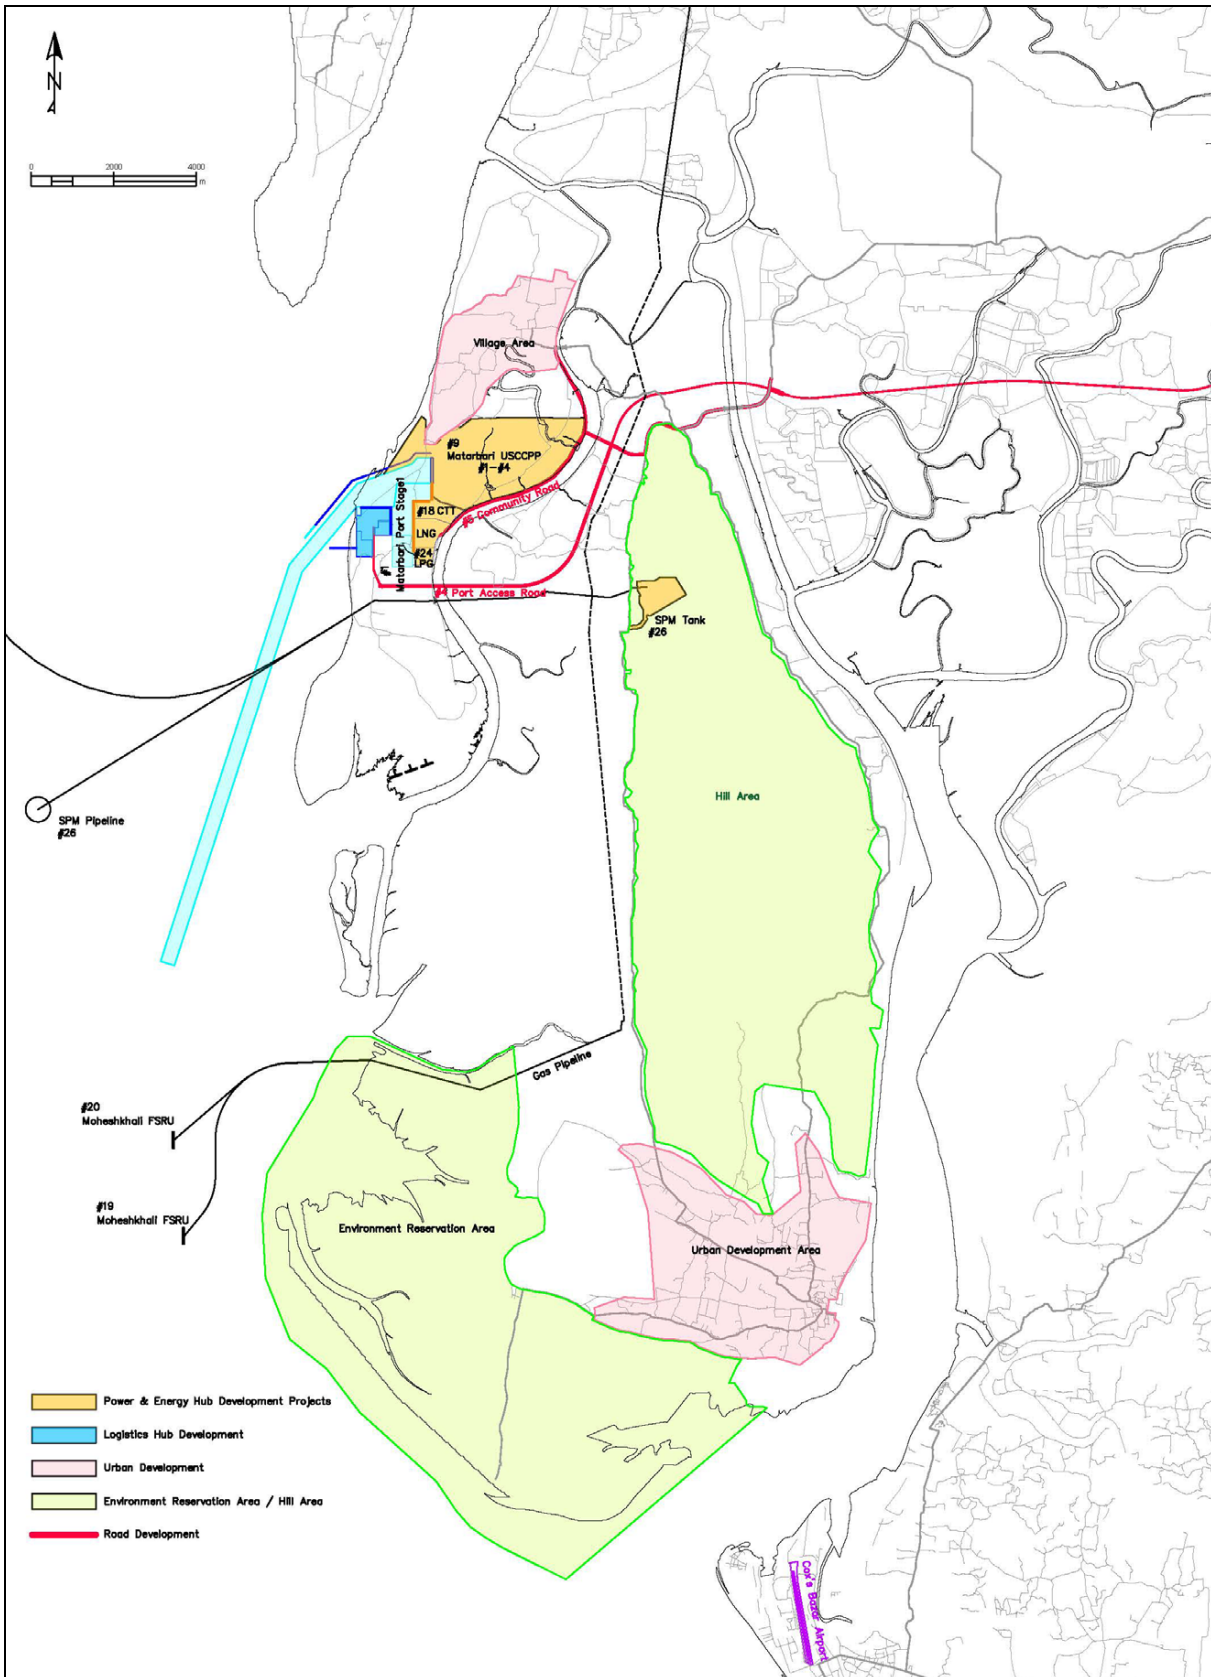 N
0 2000 4000
m
Village Area
#9
Matarbari USCCPP
#1-#4
#18 CTT
#5 Community Road
LNG
#24
LPG
#1
Matarbari Port Stage1
#4 Port Access Road
SPM Tank
#26
Hill Area
SPM Pipeline
#26
Gas Pipeline
#20
Moheshkhali FSRU
#19
Moheshkhali FSRU
Environment Reservation Area
Urban Development Area
Power & Energy Hub Development Projects
Logistics Hub Development
Urban Development
Environment Reservation Area / Hill Area
Road Development
Cox's Bazar Airport